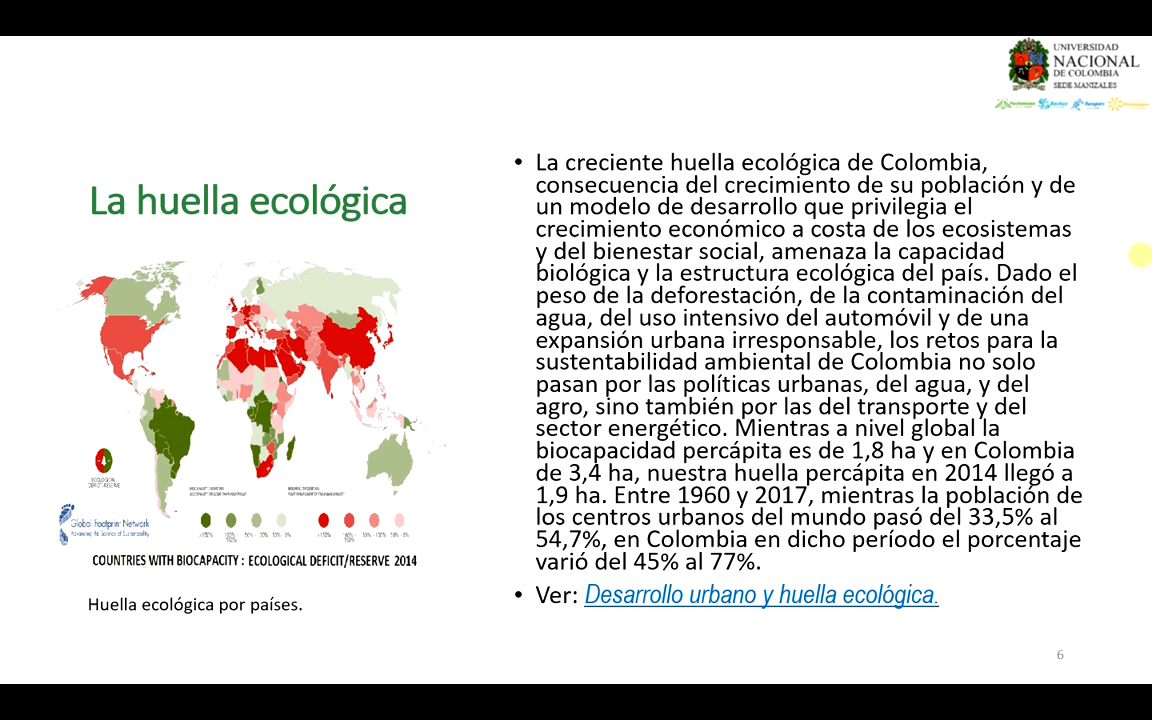 UNIVERSIDAD
NACIONAL
DE COLOMBIA
SEDE MANIZALES
La huella ecológica
Global Footprint Network
Advancing the Science of Sustainability
COUNTRIES WITH BIOCAPACITY : ECOLOGICAL DEFICIT/RESERVE 2014
Huella ecológica por países.
• La creciente huella ecológica de Colombia,
consecuencia del crecimiento de su población y de
un modelo de desarrollo que privilegia el
crecimiento económico a costa de los ecosistemas
y del bienestar social, amenaza la capacidad
biológica y la estructura ecológica del país. Dado el
peso de la deforestación, de la contaminación del
agua, del uso intensivo del automóvil y de una
expansión urbana irresponsable, los retos para la
sustentabilidad ambiental de Colombia no solo
pasan por las políticas urbanas, del agua, y del
agro, sino también por las del transporte y del
sector energético. Mientras a nivel global la
biocapacidad percápita es de 1,8 ha y en Colombia
de 3,4 ha, nuestra huella percápita en 2014 llegó a
1,9 ha. Entre 1960 y 2017, mientras la población de
los centros urbanos del mundo pasó del 33,5% al
54,7%, en Colombia en dicho período el porcentaje
varió del 45% al 77%.
• Ver: Desarrollo urbano y huella ecológica.
6